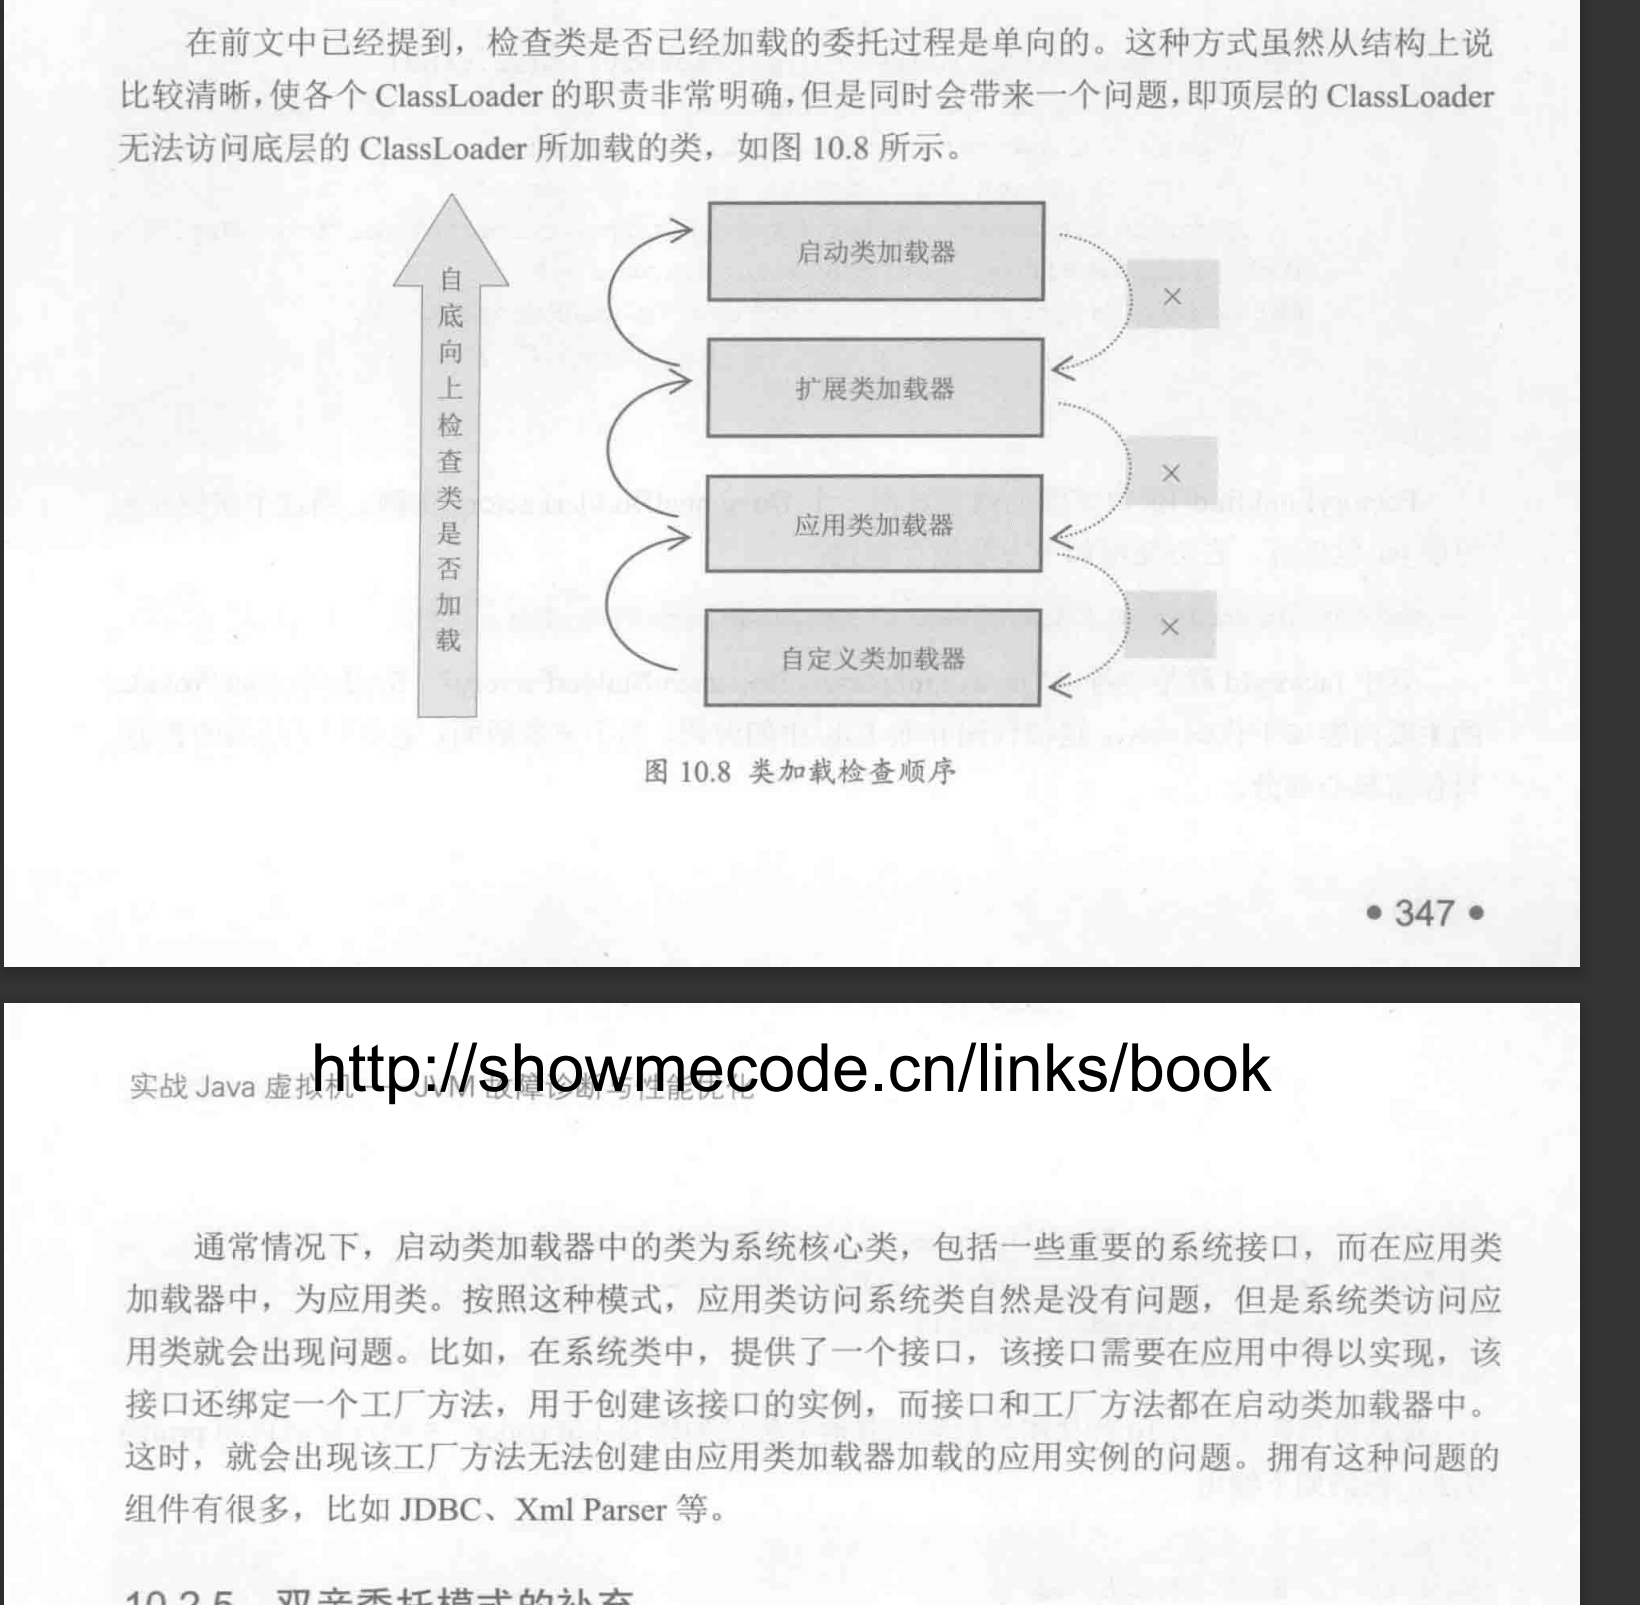 在前文中已经提到，检查类是否已经加载的委托过程是单向的。这种方式虽然从结构上说
比较清晰，使各个 ClassLoader 的职责非常明确，但是同时会带来一个问题，即顶层的 ClassLoader
无法访问底层的 ClassLoader 所加载的类，如图 10.8 所示。
自底向上检查类是否加载
启动类加载器
×
扩展类加载器
×
应用类加载器
×
自定义类加载器
图 10.8 类加载检查顺序
• 347 •
http://showmecode.cn/links/book
实战 Java 虚拟机——JVM 故障诊断与性能优化
通常情况下，启动类加载器中的类为系统核心类，包括一些重要的系统接口，而在应用类
加载器中，为应用类。按照这种模式，应用类访问系统类自然是没有问题，但是系统类访问应
用类就会出现问题。比如，在系统类中，提供了一个接口，该接口需要在应用中得以实现，该
接口还绑定一个工厂方法，用于创建该接口的实例，而接口和工厂方法都在启动类加载器中。
这时，就会出现该工厂方法无法创建由应用类加载器加载的应用实例的问题。拥有这种问题的
组件有很多，比如 JDBC、Xml Parser 等。
10.2.5 双亲委托模式的补充